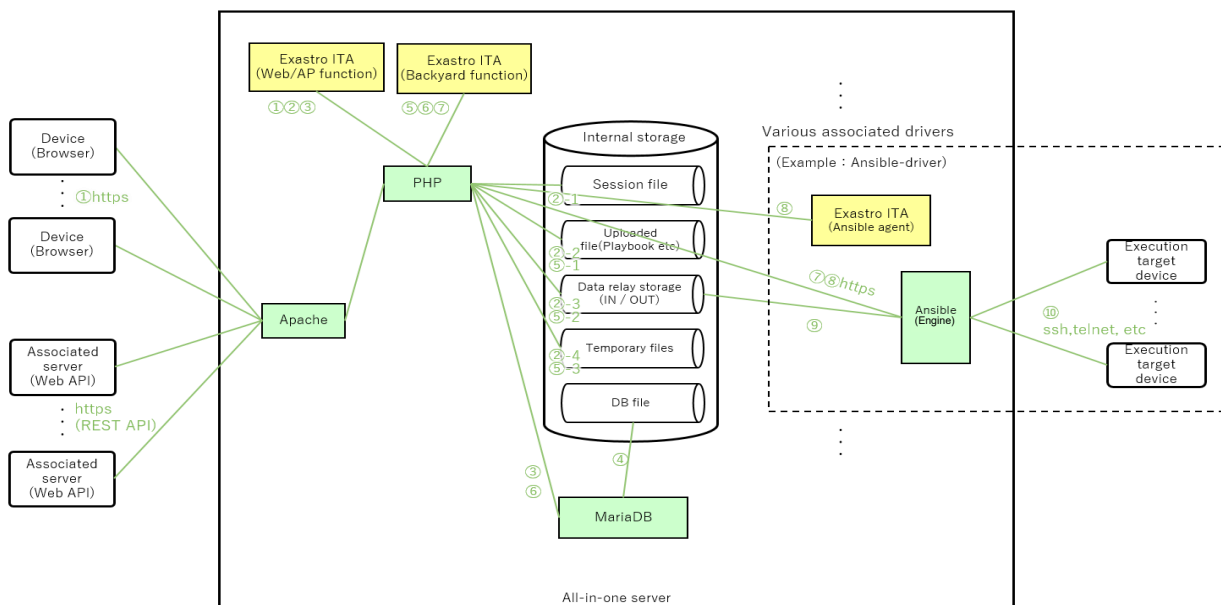 Exastro ITA
(Web/AP function)
Exastro ITA
(Backyard function)
①②③
⑤⑥⑦
Device
(Browser)
①https
Device
(Browser)
Associated
server
(Web API)
https
(REST API)
Associated
server
(Web API)
Apache
PHP
Internal storage
Session file
②-1
Uploaded
file(Playbook etc)
②-2
⑤-1
Data relay storage
(IN / OUT)
②-3
⑤-2
Temporary files
②-4
⑤-3
DB file
④
③
⑥
MariaDB
Various associated drivers
(Example：Ansible-driver)
⑧
Exastro ITA
(Ansible agent)
⑦⑧https
⑨
Ansible
(Engine)
⑩
ssh,telnet, etc
Execution
target
device
Execution
target
device
All-in-one server